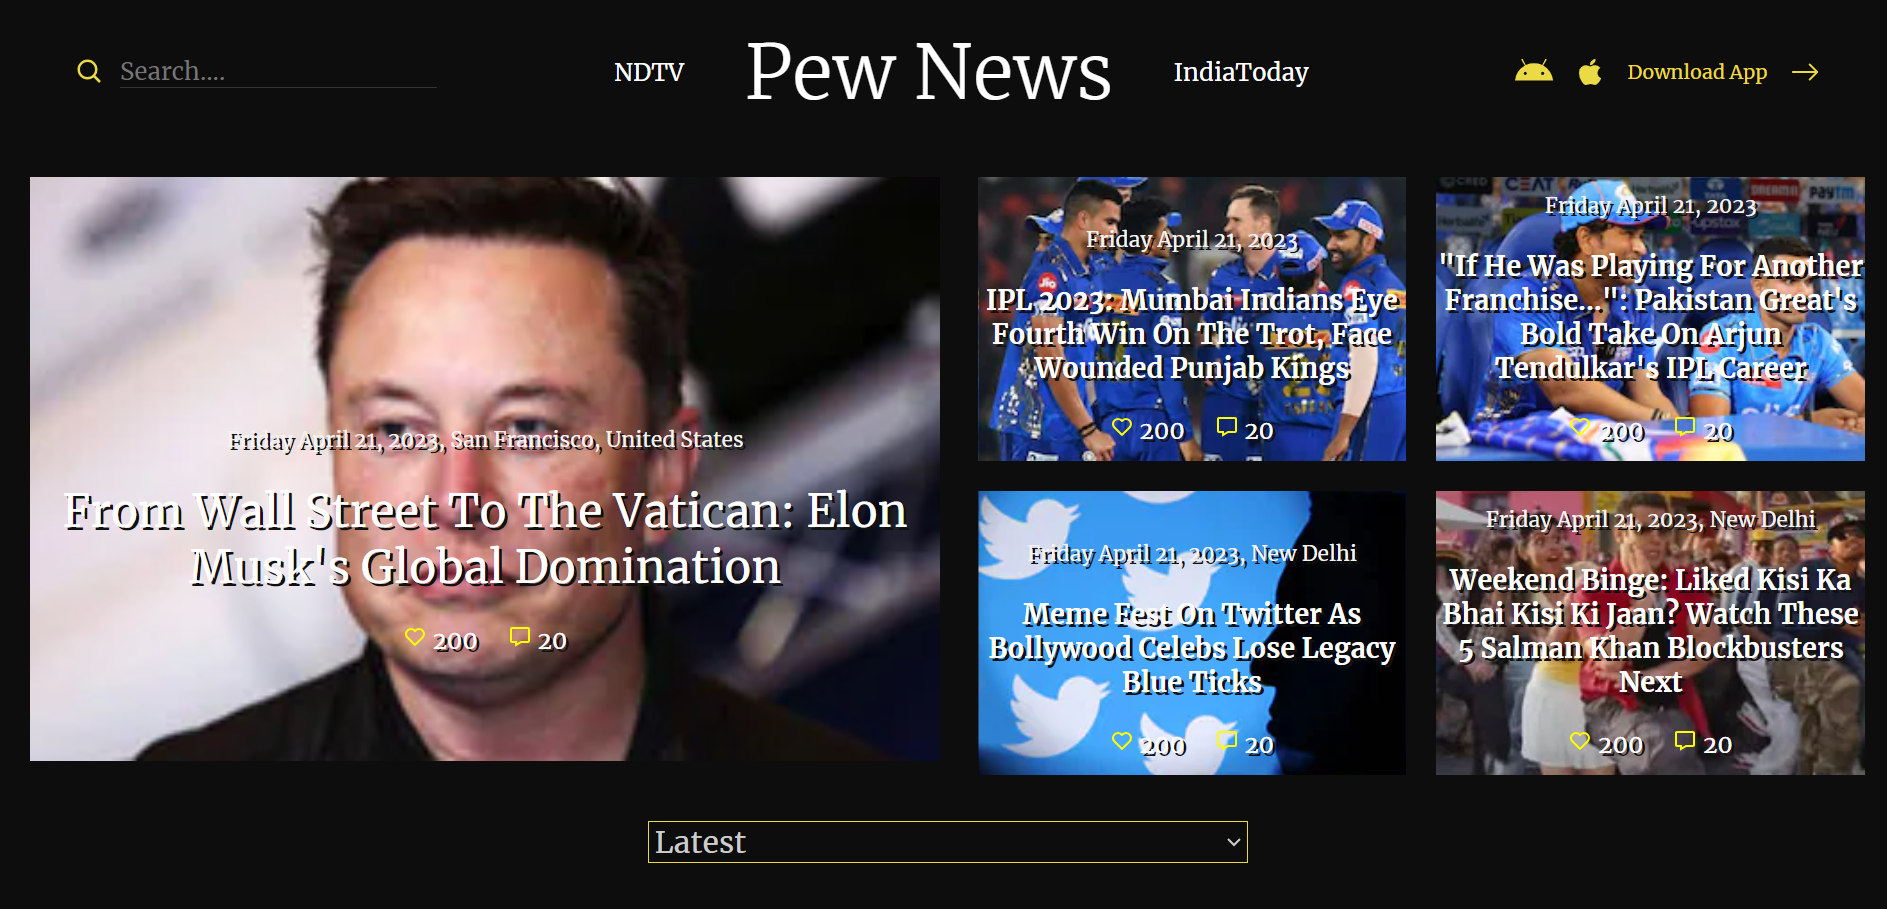 Search....
NDTV
Pew News
IndiaToday
Download App
Friday April 21, 2023, San Francisco, United States
From Wall Street To The Vatican: Elon
Musk's Global Domination
200 20
Jio
Friday April 21, 2023
IPL 2023: Mumbai Indians Eye
Fourth Win On The Trot, Face
Wounded Punjab Kings
200 20
CEAT
DREAM11
Paytm
Friday April 21, 2023
"If He Was Playing For Another
Franchise...": Pakistan Great's
Bold Take On Arjun
Tendulkar's IPL Career
200 20
Friday April 21, 2023, New Delhi
Meme Fest On Twitter As
Bollywood Celebs Lose Legacy
Blue Ticks
200 20
Friday April 21, 2023, New Delhi
Weekend Binge: Liked Kisi Ka
Bhai Kisi Ki Jaan? Watch These
5 Salman Khan Blockbusters
Next
200 20
Latest